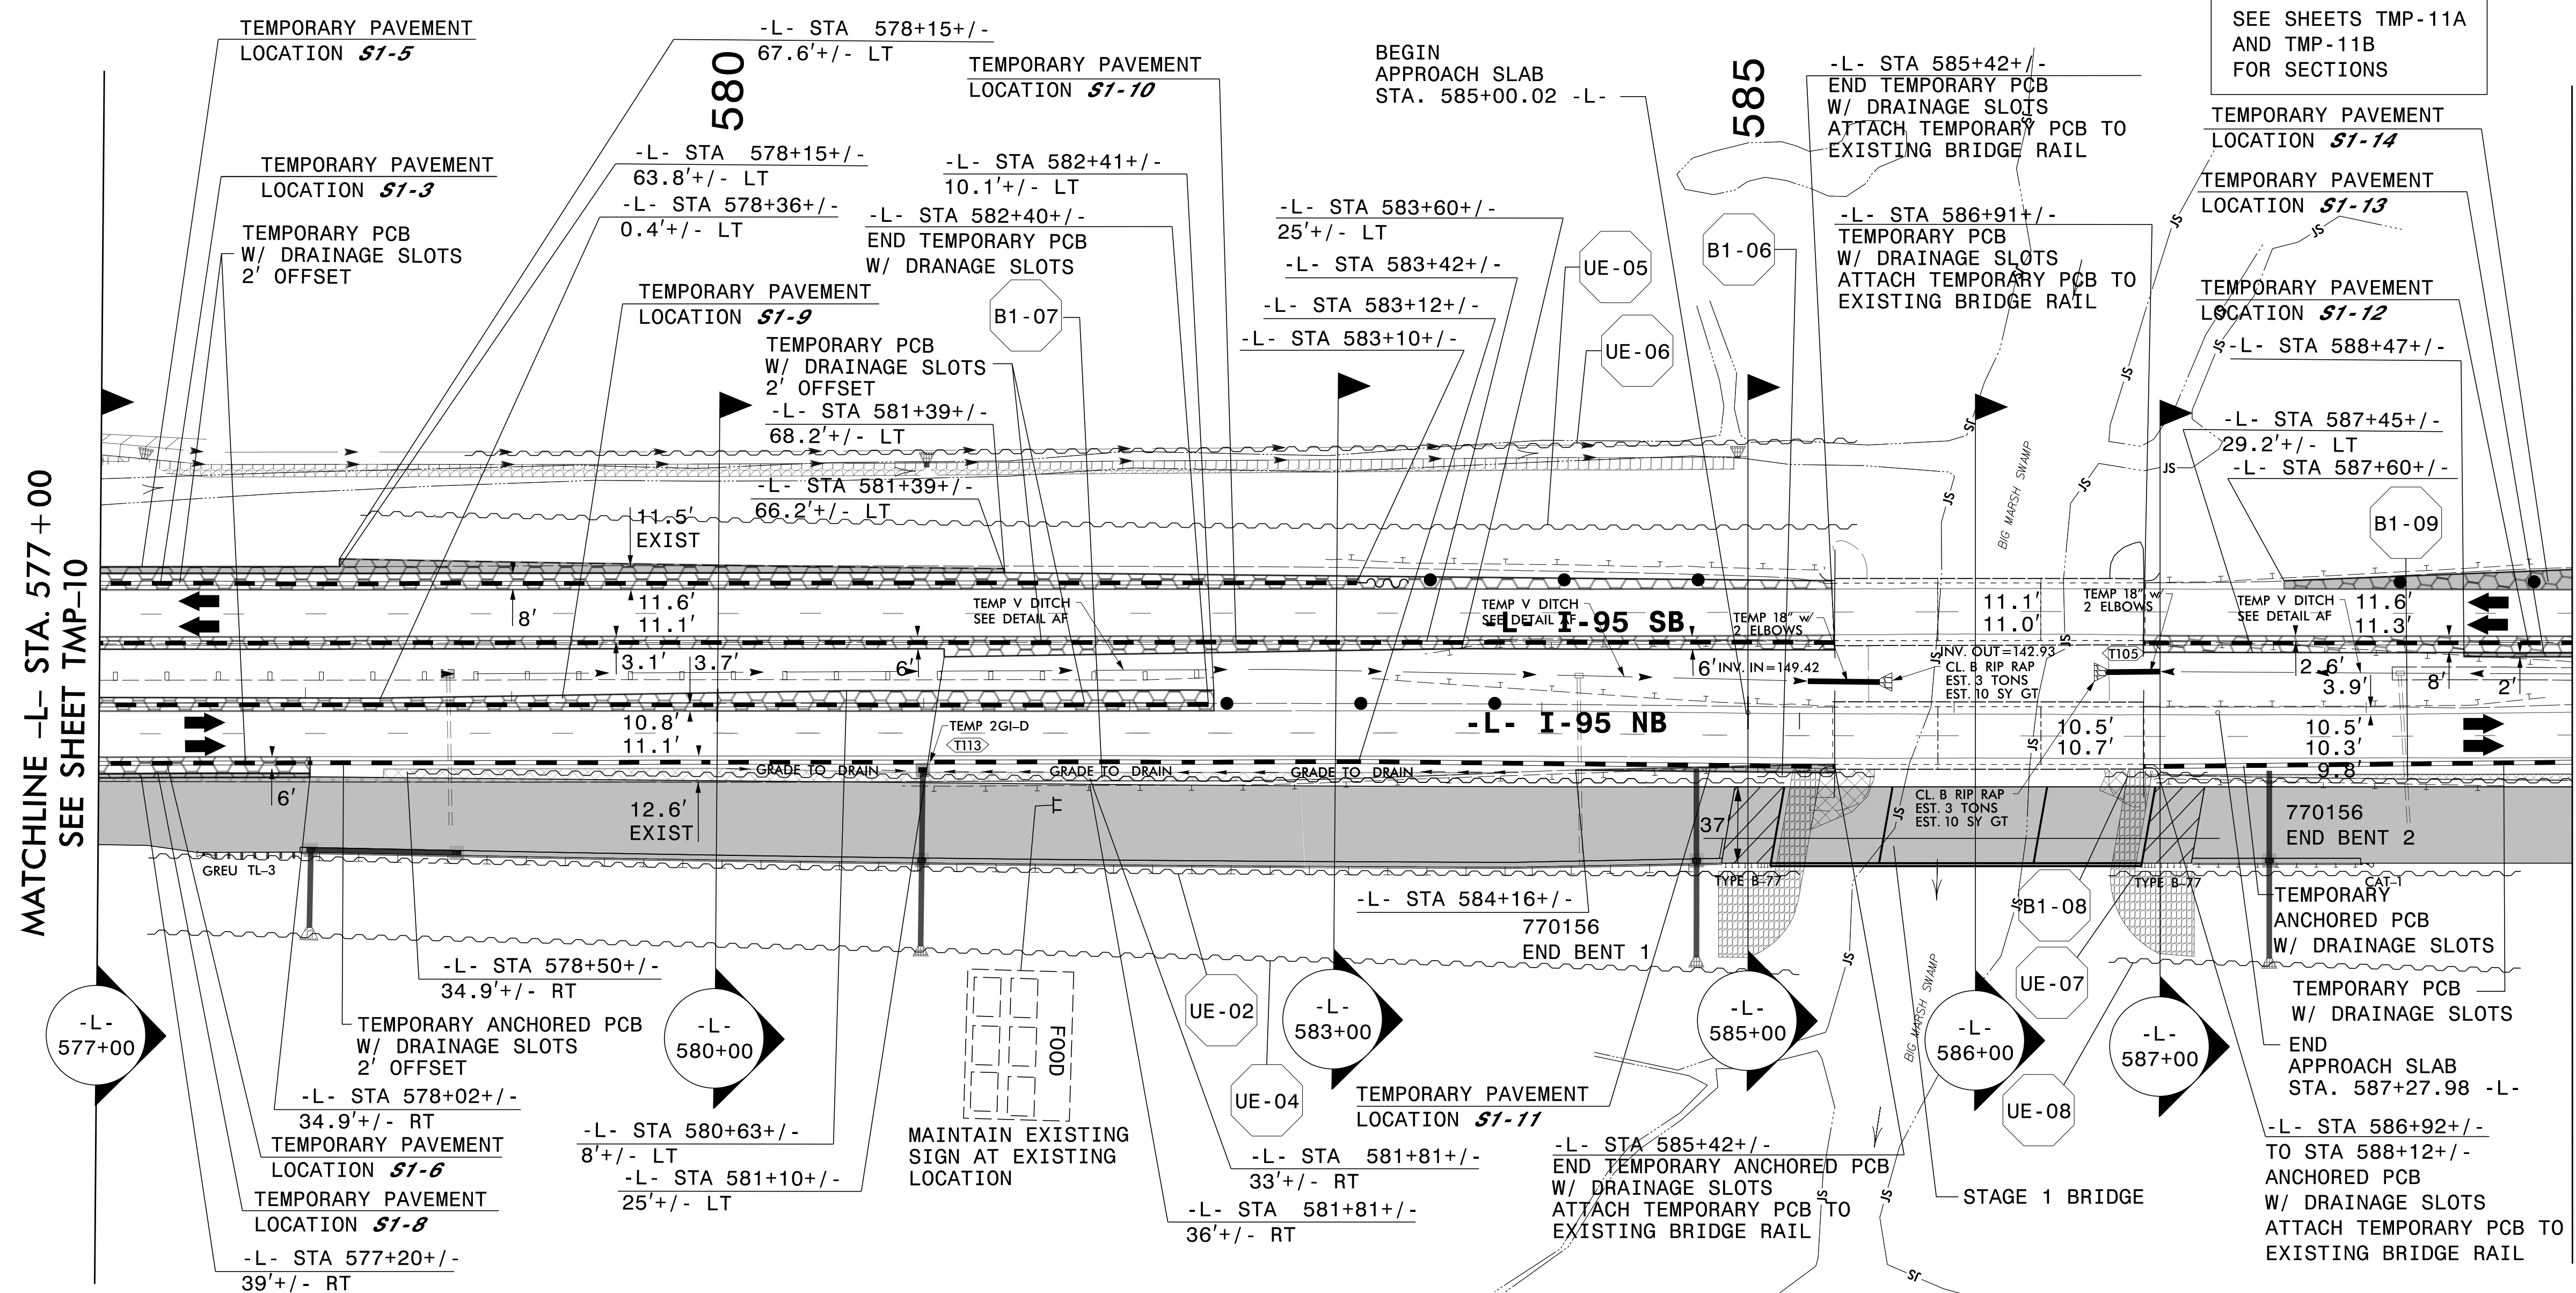 SEE SHEETS TMP-11A
AND TMP-11B
FOR SECTIONS
TEMPORARY PAVEMENT
LOCATION S1-5
-L- STA 578+15+/-
67.6'+/- LT
580
TEMPORARY PAVEMENT
LOCATION S1-10
BEGIN
APPROACH SLAB
STA. 585+00.02 -L-
585
-L- STA 585+42+/-
END TEMPORARY PCB
W/ DRAINAGE SLOTS
ATTACH TEMPORARY PCB TO
EXISTING BRIDGE RAIL
TEMPORARY PAVEMENT
LOCATION S1-14
TEMPORARY PAVEMENT
LOCATION S1-3
-L- STA 578+15+/-
63.8'+/- LT
-L- STA 582+41+/-
10.1'+/- LT
TEMPORARY PAVEMENT
LOCATION S1-13
-L- STA 578+36+/-
0.4'+/- LT
-L- STA 582+40+/-
END TEMPORARY PCB
W/ DRANAGE SLOTS
-L- STA 583+60+/-
25'+/- LT
-L- STA 583+42+/-
-L- STA 583+12+/-
-L- STA 583+10+/-
UE-05
UE-06
B1-06
-L- STA 586+91+/-
TEMPORARY PCB
W/ DRAINAGE SLOTS
ATTACH TEMPORARY PCB TO
EXISTING BRIDGE RAIL
TEMPORARY PCB
W/ DRAINAGE SLOTS
2' OFFSET
TEMPORARY PAVEMENT
LOCATION S1-9
B1-07
TEMPORARY PAVEMENT
LOCATION S1-12
-L- STA 588+47+/-
TEMPORARY PCB
W/ DRAINAGE SLOTS
2' OFFSET
-L- STA 581+39+/-
68.2'+/- LT
-L- STA 581+39+/-
66.2'+/- LT
-L- STA 587+45+/-
29.2'+/- LT
-L- STA 587+60+/-
B1-09
BIG MARSH SWAMP
JS
JS
JS
JS
JS
JS
JS
JS
JS
JS
JS
JS
MATCHLINE -L- STA. 577+00
SEE SHEET TMP-10
11.5'
EXIST
8'
11.6'
11.1'
3.1'
3.7'
6'
TEMP V DITCH
SEE DETAIL AF
TEMP V DITCH
SEE DETAIL AF
-L- I-95 SB
TEMP 18" W/
2 ELBOWS
6'
INV. IN=149.42
11.1'
11.0'
TEMP 18" W/
2 ELBOWS
INV. OUT=142.93
CL. B RIP RAP
EST. 3 TONS
EST. 10 SY GT
T105
TEMP V DITCH
SEE DETAIL AF
11.6'
11.3'
2.6'
3.9'
8'
2'
10.8'
11.1'
TEMP 2GI-D
T113
-L- I-95 NB
10.5'
10.7'
10.5'
10.3'
9.8'
GRADE TO DRAIN
GRADE TO DRAIN
GRADE TO DRAIN
6'
12.6'
EXIST
37
CL. B RIP RAP
EST. 3 TONS
EST. 10 SY GT
770156
END BENT 2
GREU TL-3
TYPE B-77
TYPE B-77
CAT-1
-L- STA 584+16+/-
770156
END BENT 1
B1-08
TEMPORARY
ANCHORED PCB
W/ DRAINAGE SLOTS
-L- STA 578+50+/-
34.9'+/- RT
TEMPORARY ANCHORED PCB
W/ DRAINAGE SLOTS
2' OFFSET
-L-
577+00
-L-
580+00
FOOD
UE-02
-L-
583+00
-L-
585+00
BIG MARSH SWAMP
-L-
586+00
UE-07
-L-
587+00
TEMPORARY PCB
W/ DRAINAGE SLOTS
END
APPROACH SLAB
STA. 587+27.98 -L-
-L- STA 578+02+/-
34.9'+/- RT
UE-04
UE-08
TEMPORARY PAVEMENT
LOCATION S1-11
TEMPORARY PAVEMENT
LOCATION S1-6
-L- STA 580+63+/-
8'+/- LT
MAINTAIN EXISTING
SIGN AT EXISTING
LOCATION
-L- STA 581+10+/-
25'+/- LT
-L- STA 581+81+/-
33'+/- RT
-L- STA 581+81+/-
36'+/- RT
-L- STA 585+42+/-
END TEMPORARY ANCHORED PCB
W/ DRAINAGE SLOTS
ATTACH TEMPORARY PCB TO
EXISTING BRIDGE RAIL
STAGE 1 BRIDGE
-L- STA 586+92+/-
TO STA 588+12+/-
ANCHORED PCB
W/ DRAINAGE SLOTS
ATTACH TEMPORARY PCB TO
EXISTING BRIDGE RAIL
TEMPORARY PAVEMENT
LOCATION S1-8
-L- STA 577+20+/-
39'+/- RT